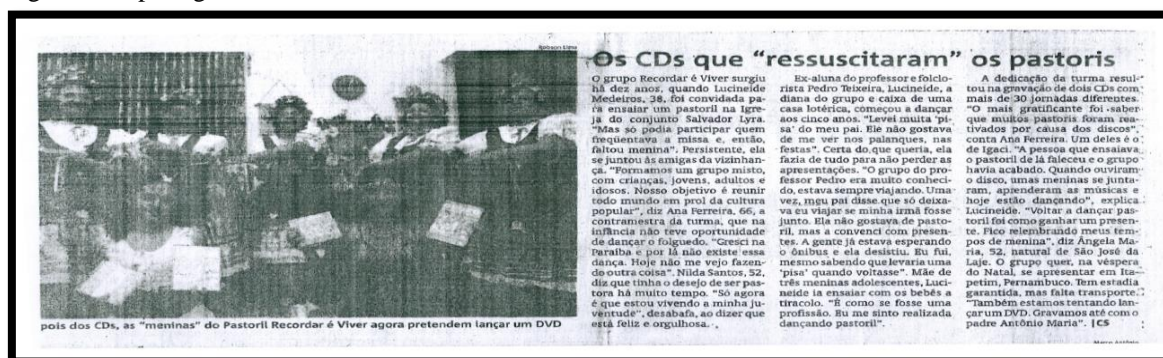 Robson Lima
Os CDs que “ressuscitaram” os pastoris
O grupo Recordar é Viver surgiu
há dez anos, quando Lucineide
Medeiros, 38, foi convidada pa-
rá ensaiar um pastoril na Igre-
ja do conjunto Salvador Lyra.
“Mas só podia participar quem
freqüentava a missa e, então,
faltou menina”. Persistente, ela
se juntou às amigas da vizinhan-
ça. “Formamos um grupo misto,
com crianças, jovens, adultos e
idosos. Nosso objetivo é reunir
todo mundo em prol da cultura
popular”, diz Ana Ferreira, 66, a
contramestra da turma, que na
infância não teve oportunidade
de dançar o folguedo. “Cresci na
Paraíba e por lá não existe essa
dança. Hoje não me vejo fazen-
do outra coisa”. Nilda Santos, 52,
diz que tinha o desejo de ser pas-
tora há muito tempo. “Só agora
é que estou vivendo a minha ju-
ventude”, desabafa, ao dizer que
está feliz e orgulhosa.
Ex-aluna do professor e folclo-
rista Pedro Teixeira, Lucineide, a
diana do grupo e caixa de uma
casa lotérica, começou a dançar
aos cinco anos. “Levei muita ‘pi-
sa’ do meu pai. Ele não gostava
de me ver nos palanques, nas
festas”. Certa do que queria, ela
fazia de tudo para não perder as
apresentações. “O grupo do pro-
fessor Pedro era muito conheci-
do, estava sempre viajando. Uma
vez, meu pai disse que só deixa-
va eu viajar se minha irmã fosse
junto. Ela não gostava de pasto-
ril, mas a convenci com presen-
tes. A gente já estava esperando
o ônibus e ela desistiu. Eu fui,
mesmo sabendo que levaria uma
‘pisa’ quando voltasse”. Mãe de
três meninas adolescentes, Luci-
neide ia ensaiar com os bebês a
tiracolo. “É como se fosse uma
profissão. Eu me sinto realizada
dançando pastoril”.
A dedicação da turma resul-
tou na gravação de dois CDs com
mais de 30 jornadas diferentes.
“O mais gratificante foi saber
que muitos pastoris foram rea-
tivados por causa dos discos”,
conta Ana Ferreira. Um deles é o
de Igaci. “A pessoa que ensaiava
o pastoril de lá faleceu e o grupo
havia acabado. Quando ouviram
o disco, umas meninas se junta-
ram, aprenderam as músicas e
hoje estão dançando”, explica
Lucineide. “Voltar a dançar pas-
toril foi como ganhar um presen-
te. Fico relembrando meus tem-
pos de menina”, diz Ângela Ma-
ria, 52, natural de São José da
Laje. O grupo quer, na véspera
do Natal, se apresentar em Ita-
petim, Pernambuco. Tem estadia
garantida, mas falta transporte.
“Também estamos tentando lan-
çar um DVD. Gravamos até com o
padre Antônio Maria”. |CS
pois dos CDs, as “meninas” do Pastoril Recordar é Viver agora pretendem lançar um DVD